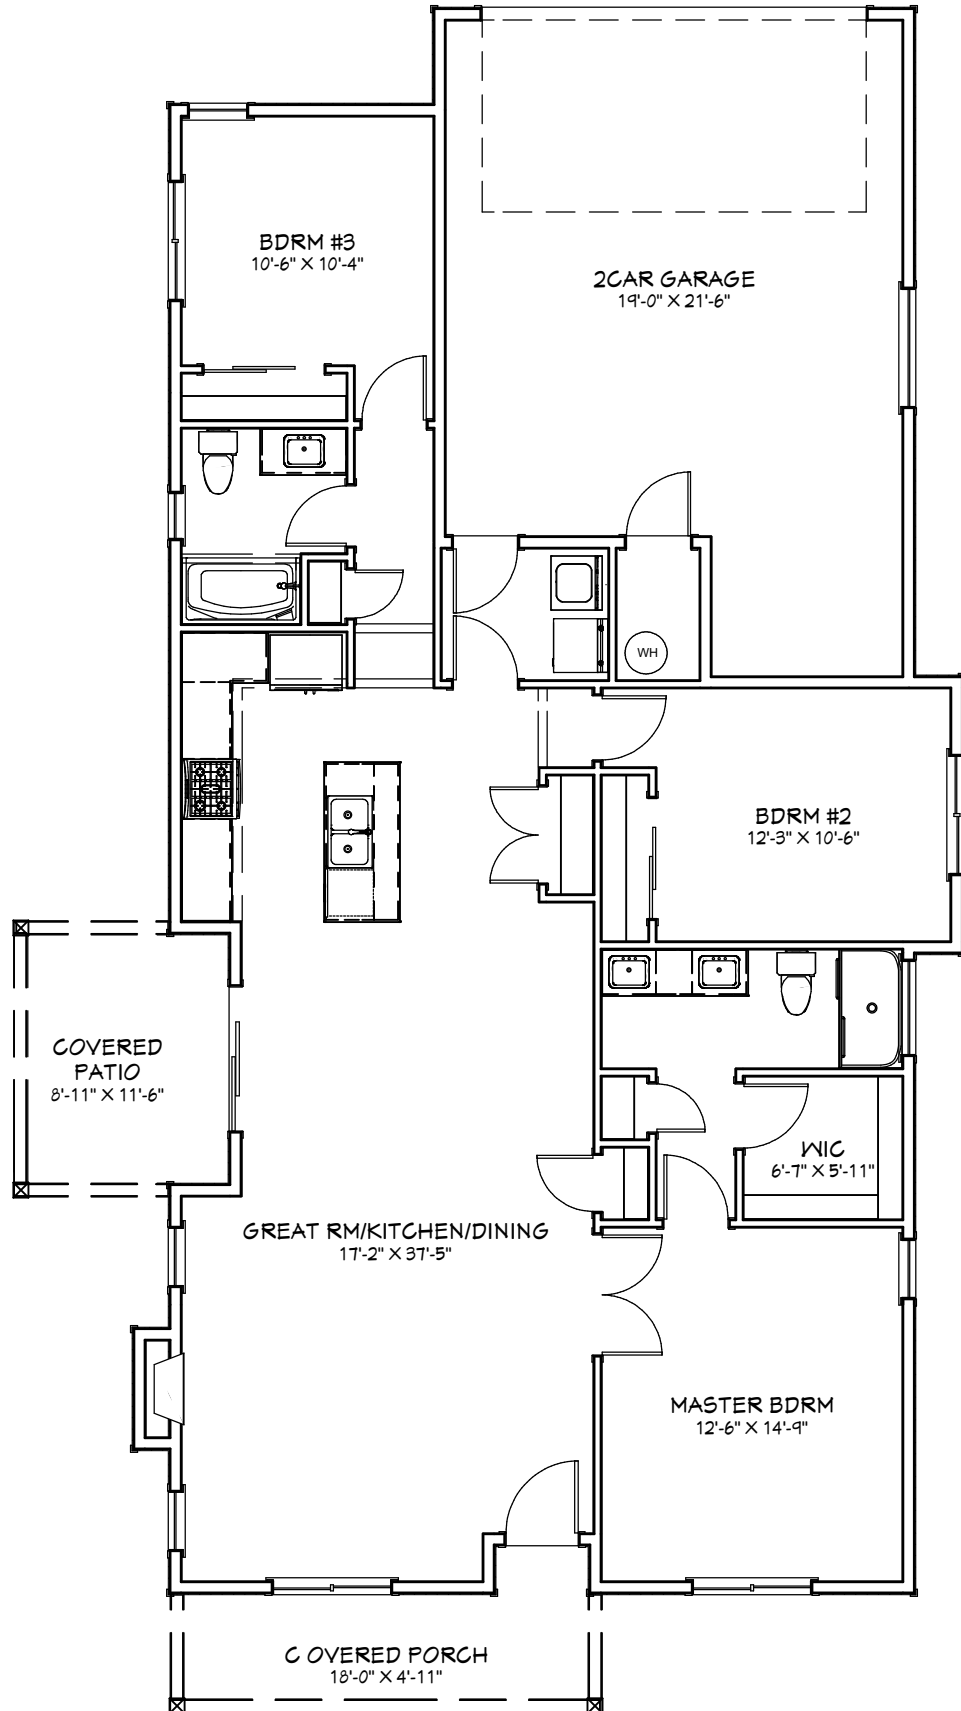 BDRM #3
10'-6" X 10'-4"
2CAR GARAGE
19'-0" X 21'-6"
WH
BDRM #2
12'-3" X 10'-6"
COVERED
PATIO
8'-11" X 11'-6"
WIC
6'-7" X 5'-11"
GREAT RM/KITCHEN/DINING
17'-2" X 37'-5"
MASTER BDRM
12'-6" X 14'-9"
C OVERED PORCH
18'-0" X 4'-11"